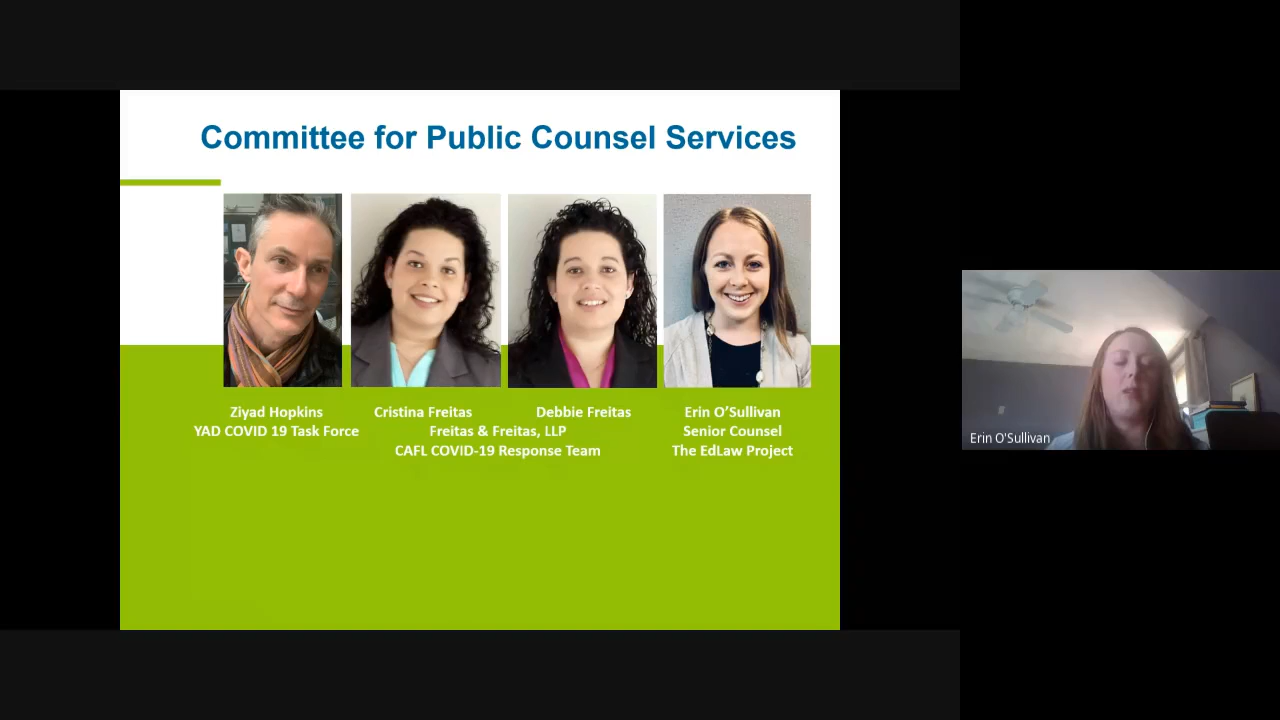 Committee for Public Counsel Services
Ziyad Hopkins
YAD COVID 19 Task Force
Cristina Freitas Debbie Freitas
Freitas & Freitas, LLP
CAFL COVID-19 Response Team
Erin O’Sullivan
Senior Counsel
The EdLaw Project
Erin O'Sullivan